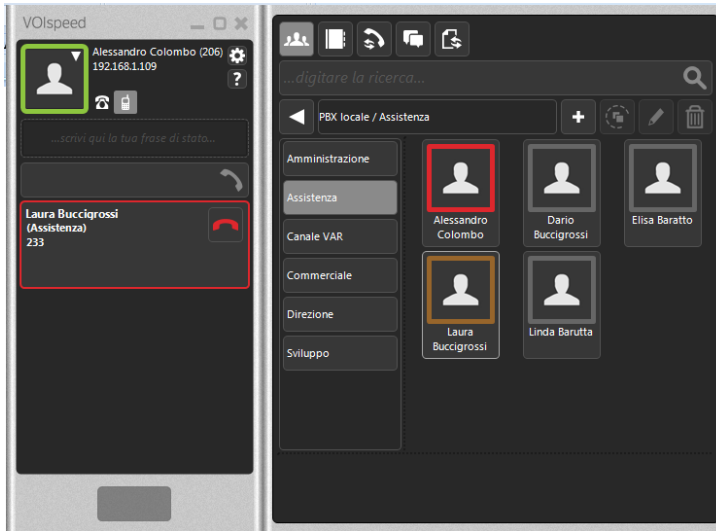 VOIspeed
Alessandro Colombo (206)
192.168.1.109
?
...scrivi qui la tua frase di stato...
Laura Buccigrossi
(Assistenza)
233
...digitare la ricerca...
PBX locale / Assistenza
Amministrazione
Assistenza
Canale VAR
Commerciale
Direzione
Sviluppo
Alessandro
Colombo
Dario
Buccigrossi
Elisa Baratto
Laura
Buccigrossi
Linda Barutta